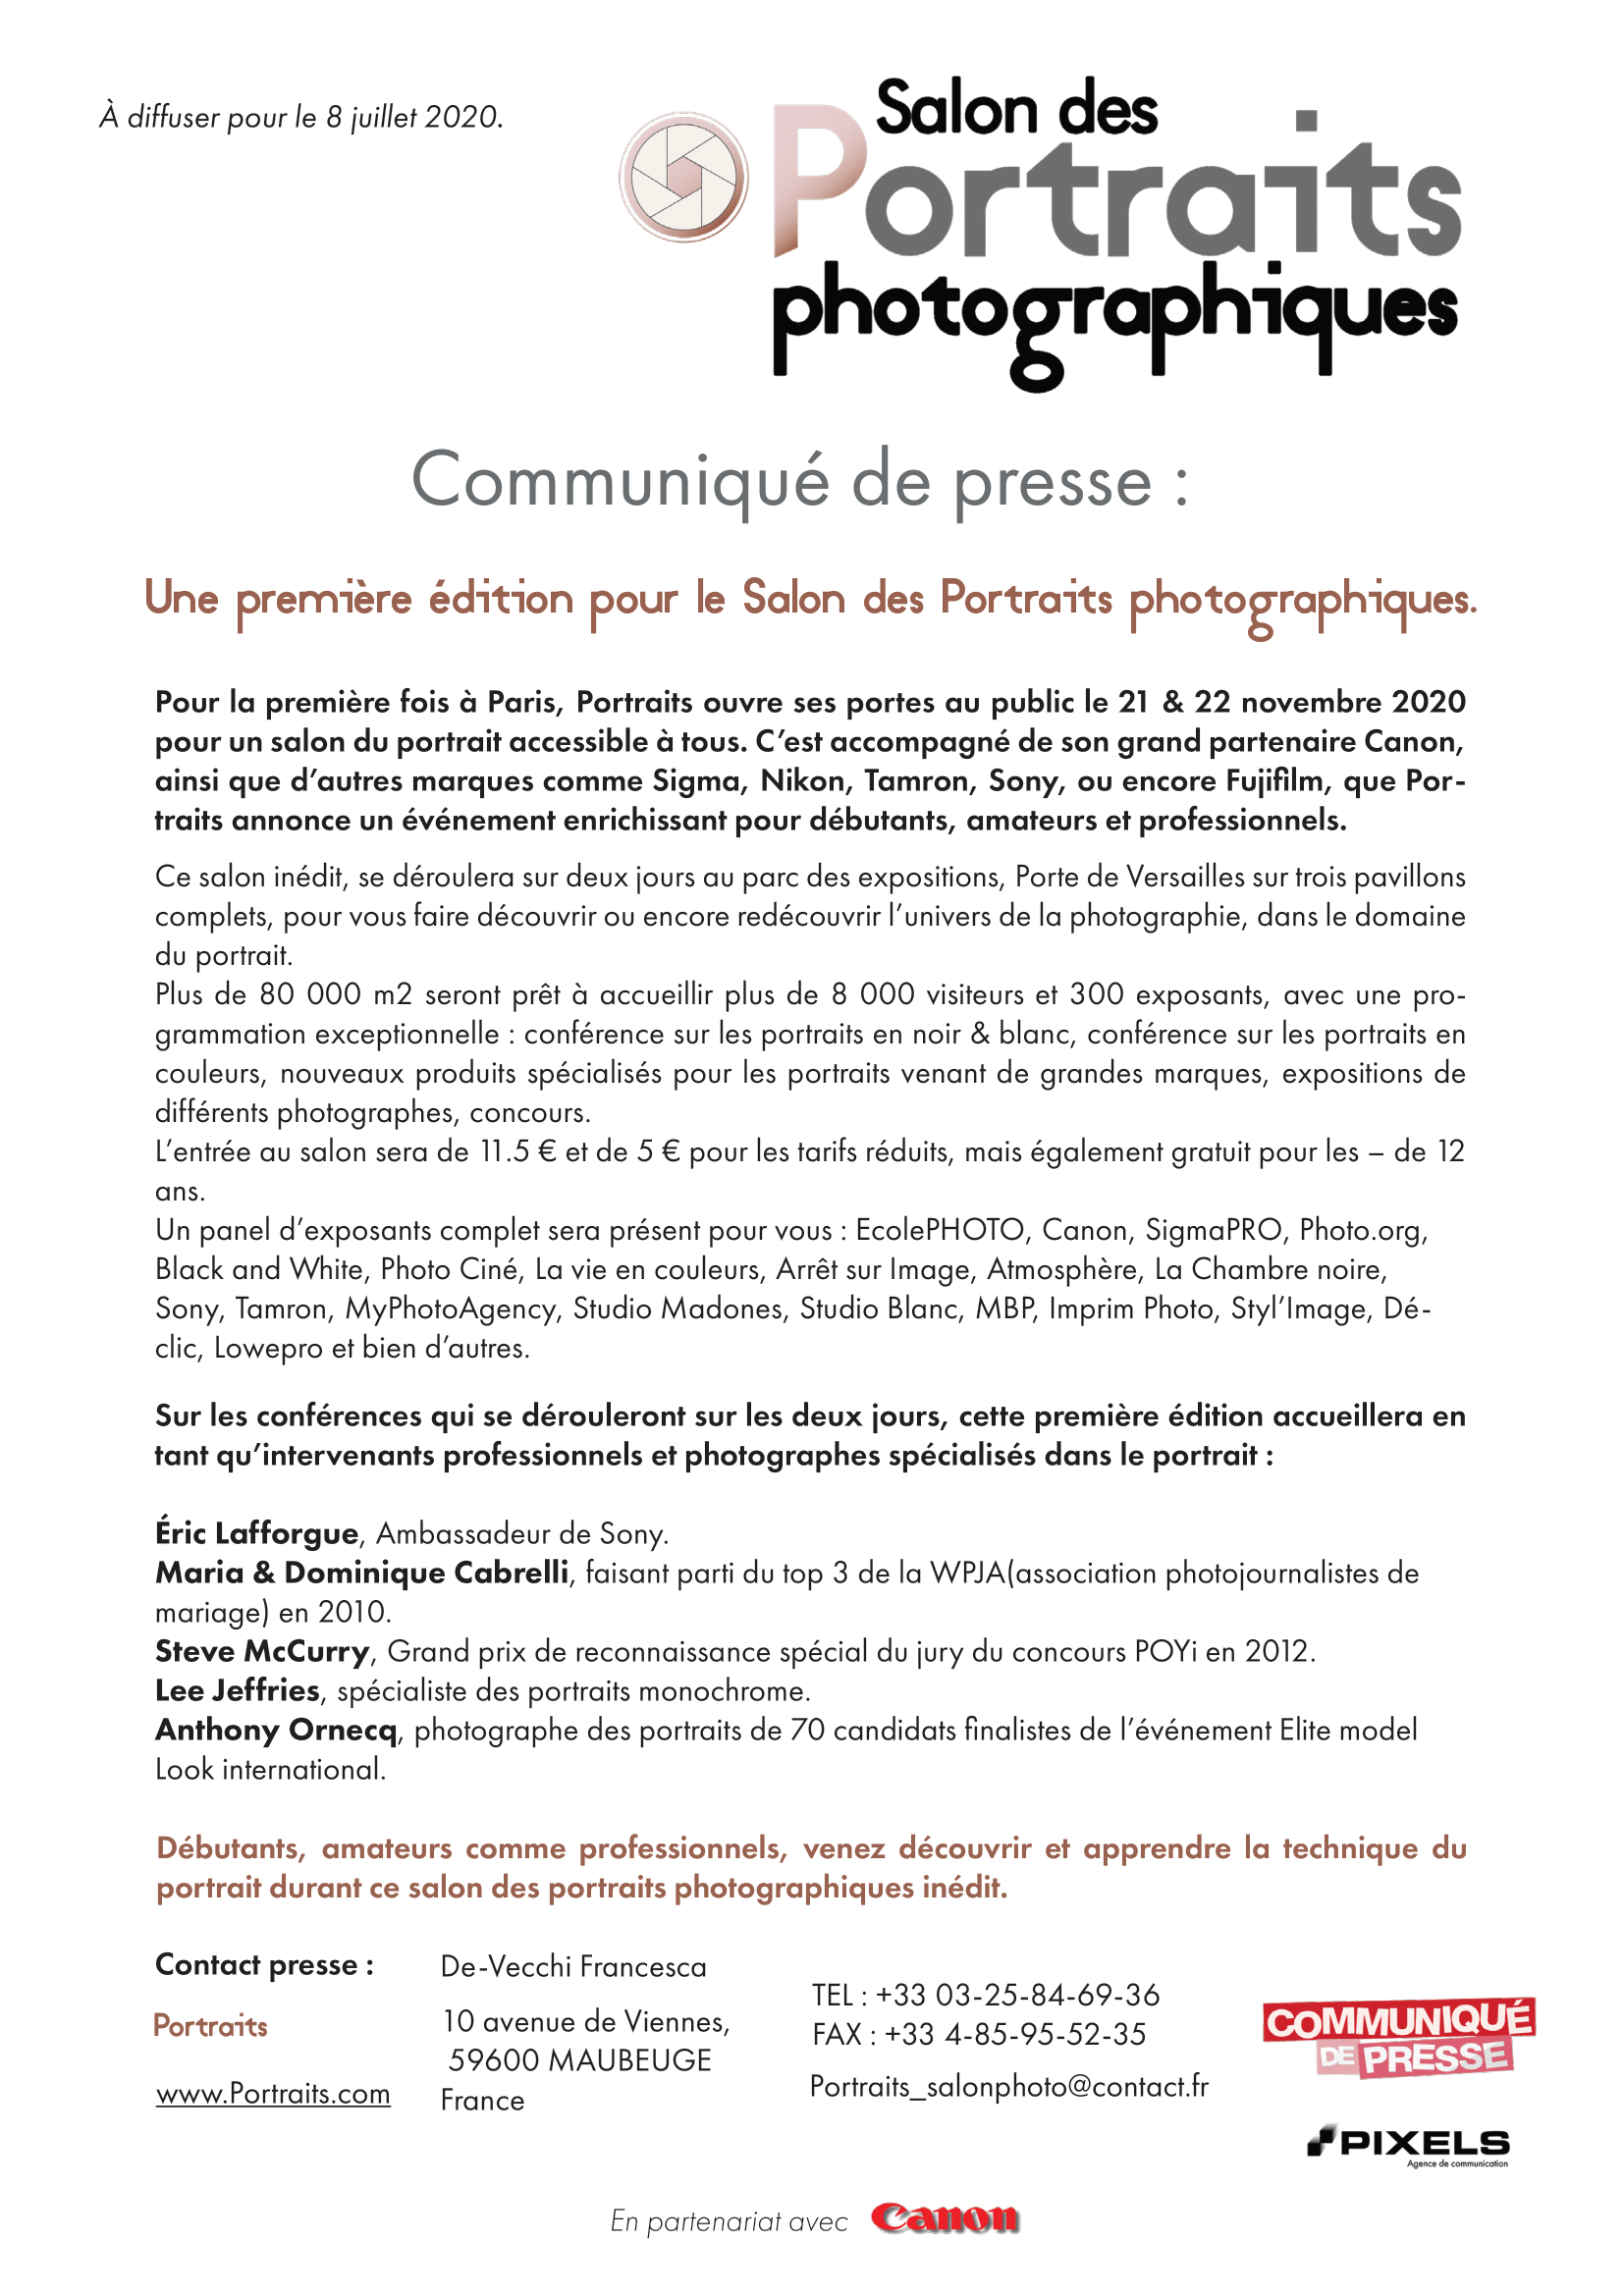 À diffuser pour le 8 juillet 2020.
Salon des
Portraits
photographiques
Communiqué de presse :
Une première édition pour le Salon des Portraits photographiques.
Pour la première fois à Paris, Portraits ouvre ses portes au public le 21 & 22 novembre 2020
pour un salon du portrait accessible à tous. C’est accompagné de son grand partenaire Canon,
ainsi que d’autres marques comme Sigma, Nikon, Tamron, Sony, ou encore Fujifilm, que Por-
traits annonce un événement enrichissant pour débutants, amateurs et professionnels.
Ce salon inédit, se déroulera sur deux jours au parc des expositions, Porte de Versailles sur trois pavillons
complets, pour vous faire découvrir ou encore redécouvrir l’univers de la photographie, dans le domaine
du portrait.
Plus de 80 000 m2 seront prêt à accueillir plus de 8 000 visiteurs et 300 exposants, avec une pro-
grammation exceptionnelle : conférence sur les portraits en noir & blanc, conférence sur les portraits en
couleurs, nouveaux produits spécialisés pour les portraits venant de grandes marques, expositions de
différents photographes, concours.
L’entrée au salon sera de 11.5 € et de 5 € pour les tarifs réduits, mais également gratuit pour les – de 12
ans.
Un panel d’exposants complet sera présent pour vous : EcolePHOTO, Canon, SigmaPRO, Photo.org,
Black and White, Photo Ciné, La vie en couleurs, Arrêt sur Image, Atmosphère, La Chambre noire,
Sony, Tamron, MyPhotoAgency, Studio Madones, Studio Blanc, MBP, Imprim Photo, Styl’Image, Dé-
clic, Lowepro et bien d’autres.
Sur les conférences qui se dérouleront sur les deux jours, cette première édition accueillera en
tant qu’intervenants professionnels et photographes spécialisés dans le portrait :
Éric Lafforgue, Ambassadeur de Sony.
Maria & Dominique Cabrelli, faisant parti du top 3 de la WPJA(association photojournalistes de
mariage) en 2010.
Steve McCurry, Grand prix de reconnaissance spécial du jury du concours POYi en 2012.
Lee Jeffries, spécialiste des portraits monochrome.
Anthony Ornecq, photographe des portraits de 70 candidats finalistes de l’événement Elite model
Look international.
Débutants, amateurs comme professionnels, venez découvrir et apprendre la technique du
portrait durant ce salon des portraits photographiques inédit.
Contact presse :
Portraits
www.Portraits.com
De-Vecchi Francesca
10 avenue de Viennes,
59600 MAUBEUGE
France
TEL : +33 03-25-84-69-36
FAX : +33 4-85-95-52-35
Portraits_salonphoto@contact.fr
COMMUNIQUÉ
DE PRESSE
PIXELS
Agence de communication
En partenariat avec Canon